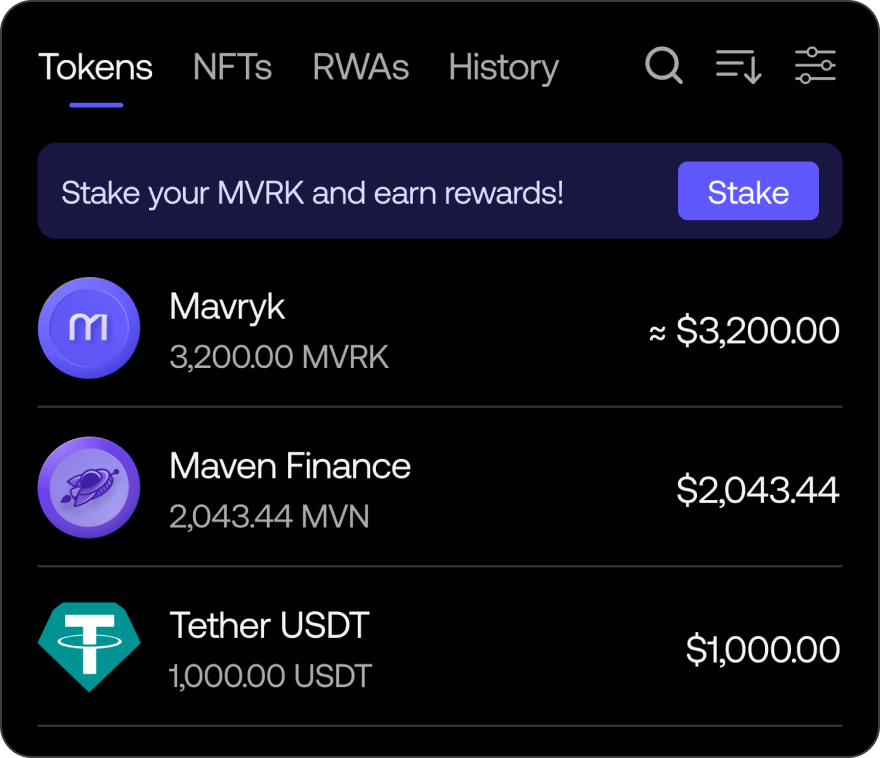 Tokens NFTs RWAs History
Stake your MVRK and earn rewards! Stake
Mavryk
3,200.00 MVRK
≈ $3,200.00
Maven Finance
2,043.44 MVN
$2,043.44
Tether USDT
1,000.00 USDT
$1,000.00